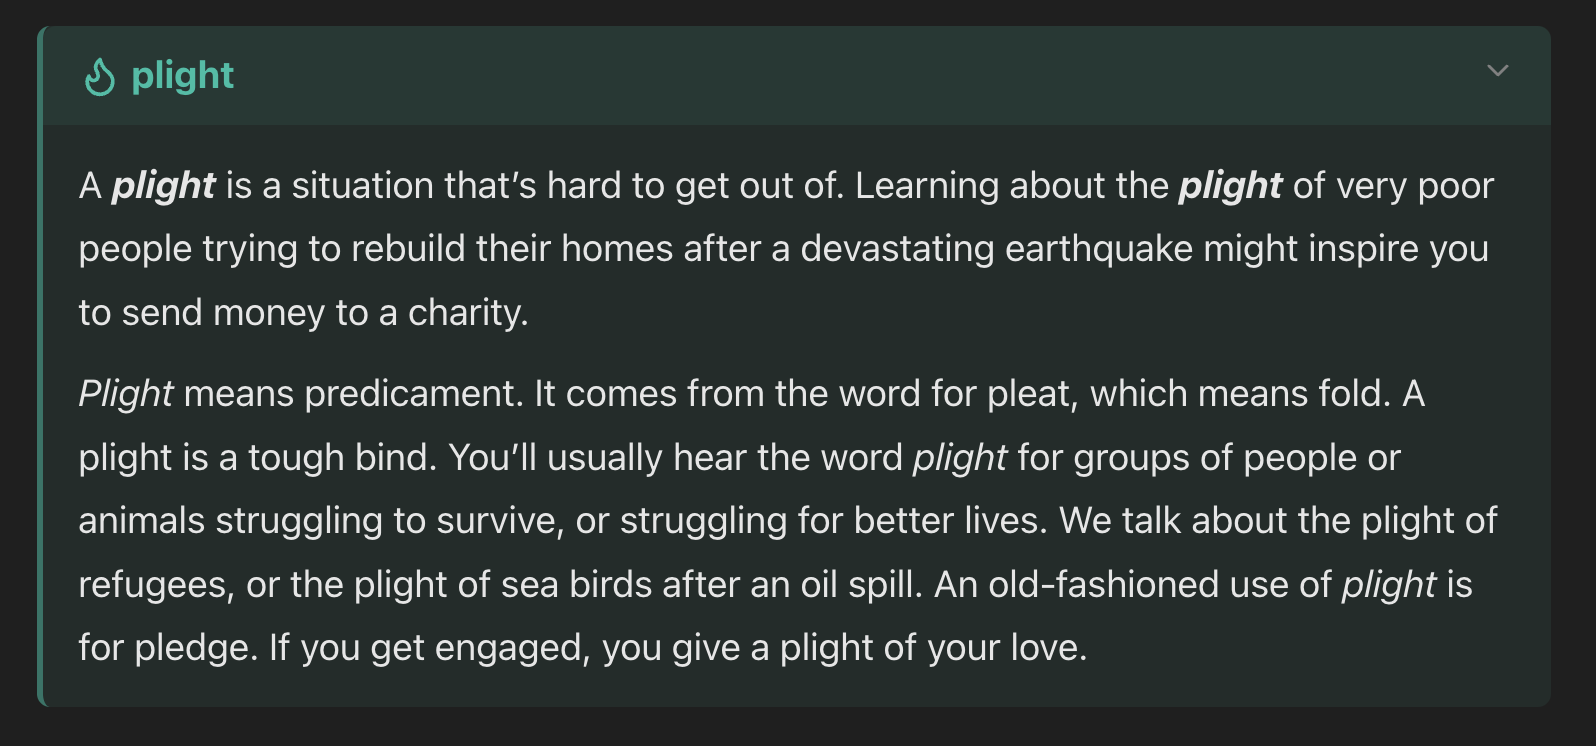 plight
A plight is a situation that’s hard to get out of. Learning about the plight of very poor
people trying to rebuild their homes after a devastating earthquake might inspire you
to send money to a charity.
Plight means predicament. It comes from the word for pleat, which means fold. A
plight is a tough bind. You’ll usually hear the word plight for groups of people or
animals struggling to survive, or struggling for better lives. We talk about the plight of
refugees, or the plight of sea birds after an oil spill. An old-fashioned use of plight is
for pledge. If you get engaged, you give a plight of your love.